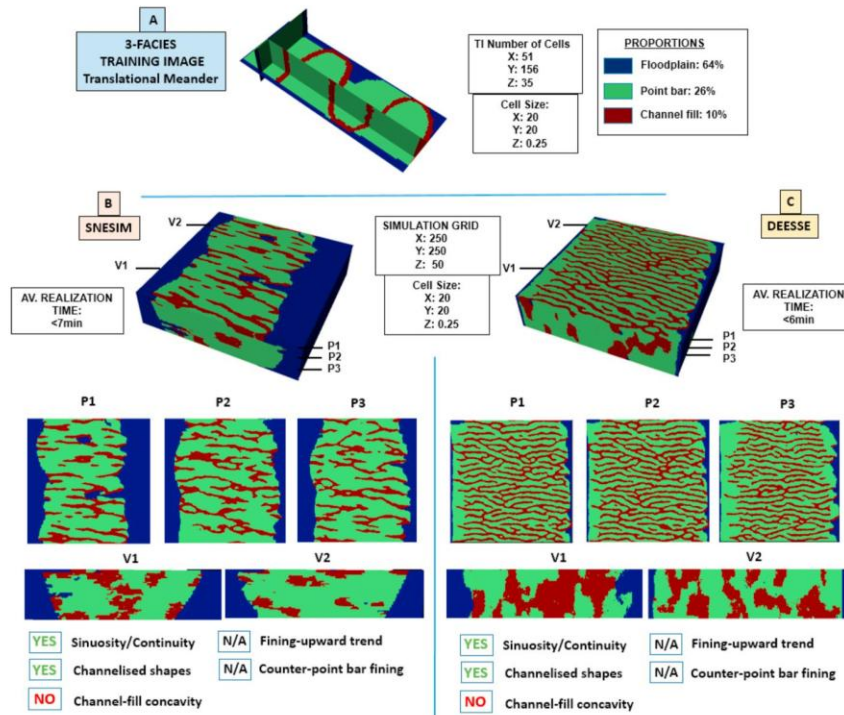 A
3-FACIES
TRAINING IMAGE
Translational Meander
TI Number of Cells
X: 51
Y: 156
Z: 35
Cell Size:
X: 20
Y: 20
Z: 0.25
PROPORTIONS
Floodplain: 64%
Point bar: 26%
Channel fill: 10%
B
SNESIM
V2
V1
AV. REALIZATION
TIME:
<7min
P1
P2
P3
SIMULATION GRID
X: 250
Y: 250
Z: 50
Cell Size:
X: 20
Y: 20
Z: 0.25
C
DEESSE
V2
V1
AV. REALIZATION
TIME:
<6min
P1
P2
P3
P1 P2 P3
V1 V2
YES Sinuosity/Continuity N/A Fining-upward trend
YES Channelised shapes N/A Counter-point bar fining
NO Channel-fill concavity
P1 P2 P3
V1 V2
YES Sinuosity/Continuity N/A Fining-upward trend
YES Channelised shapes N/A Counter-point bar fining
NO Channel-fill concavity